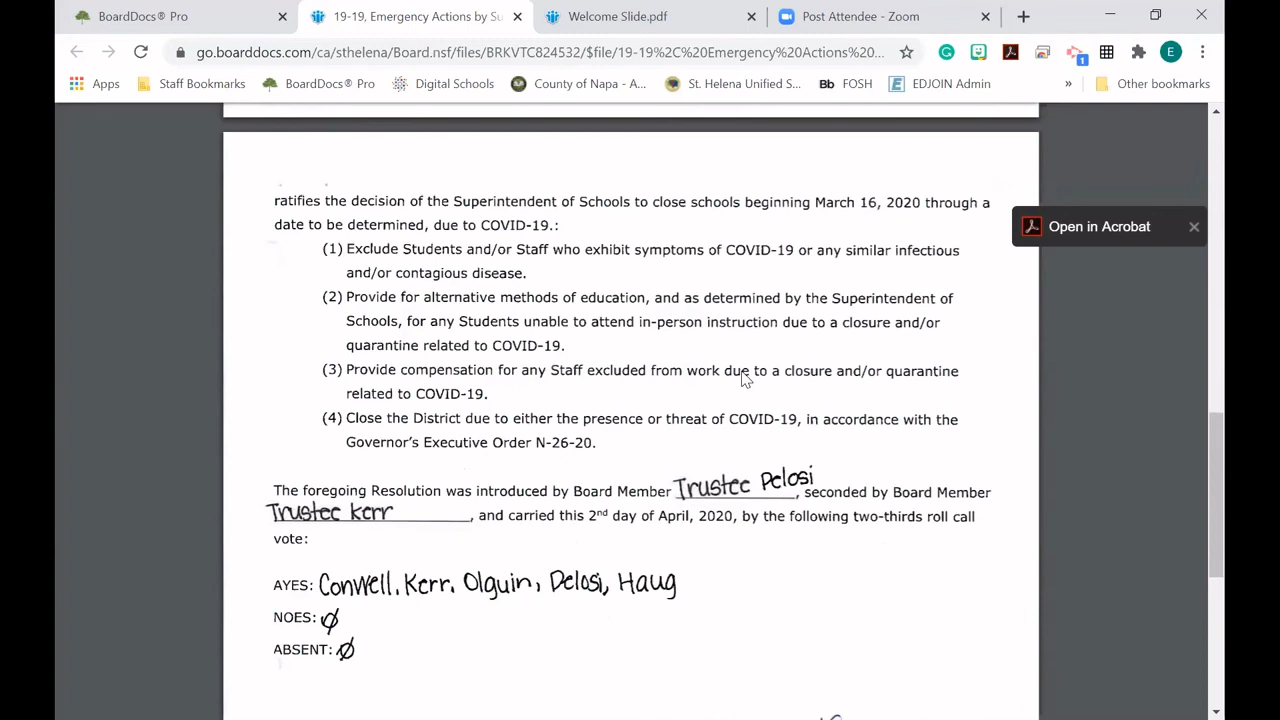 BoardDocs® Pro
19-19, Emergency Actions by Su
Welcome Slide.pdf
Post Attendee - Zoom
go.boarddocs.com/ca/sthelena/Board.nsf/files/BRKVTC824532/$file/19-19%2C%20Emergency%20Actions%20...
1
E
Apps
Staff Bookmarks
BoardDocs® Pro
Digital Schools
County of Napa - A...
St. Helena Unified S...
Bb FOSH
EDJOIN Admin
»
Other bookmarks
Open in Acrobat
ratifies the decision of the Superintendent of Schools to close schools beginning March 16, 2020 through a
date to be determined, due to COVID-19.:
(1) Exclude Students and/or Staff who exhibit symptoms of COVID-19 or any similar infectious
and/or contagious disease.
(2) Provide for alternative methods of education, and as determined by the Superintendent of
Schools, for any Students unable to attend in-person instruction due to a closure and/or
quarantine related to COVID-19.
(3) Provide compensation for any Staff excluded from work due to a closure and/or quarantine
related to COVID-19.
(4) Close the District due to either the presence or threat of COVID-19, in accordance with the
Governor's Executive Order N-26-20.
The foregoing Resolution was introduced by Board Member Trustee Pelosi, seconded by Board Member
Trustee Kerr, and carried this 2nd day of April, 2020, by the following two-thirds roll call
vote:
AYES: Conwell, Kerr, Olguin, Pelosi, Haug
NOES: Ø
ABSENT: Ø